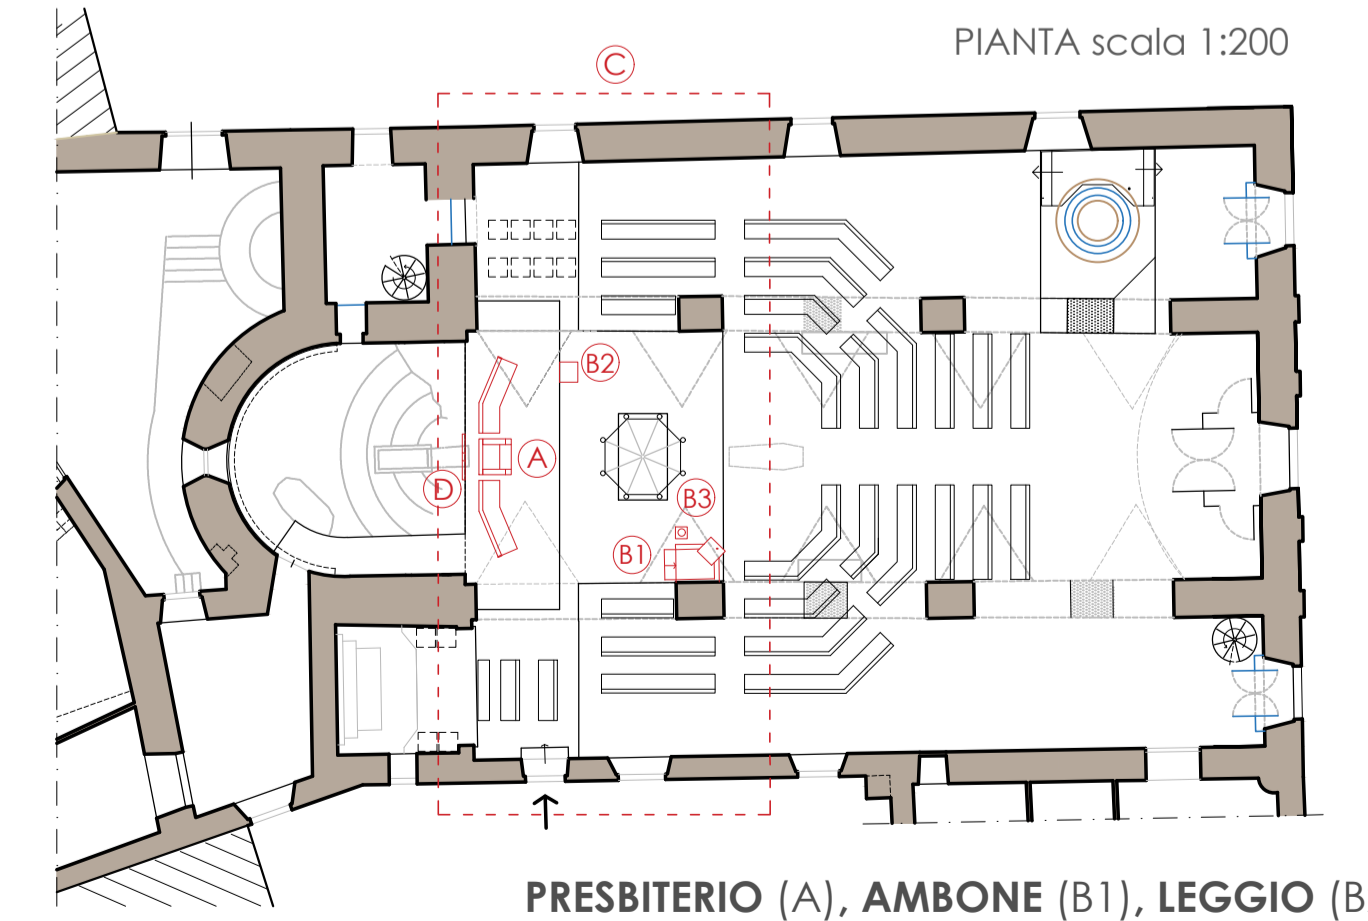 PIANTA scala 1:200
C
B2
A
D
B3
B1
PRESBITERIO (A), AMBONE (B1), LEGGIO (B